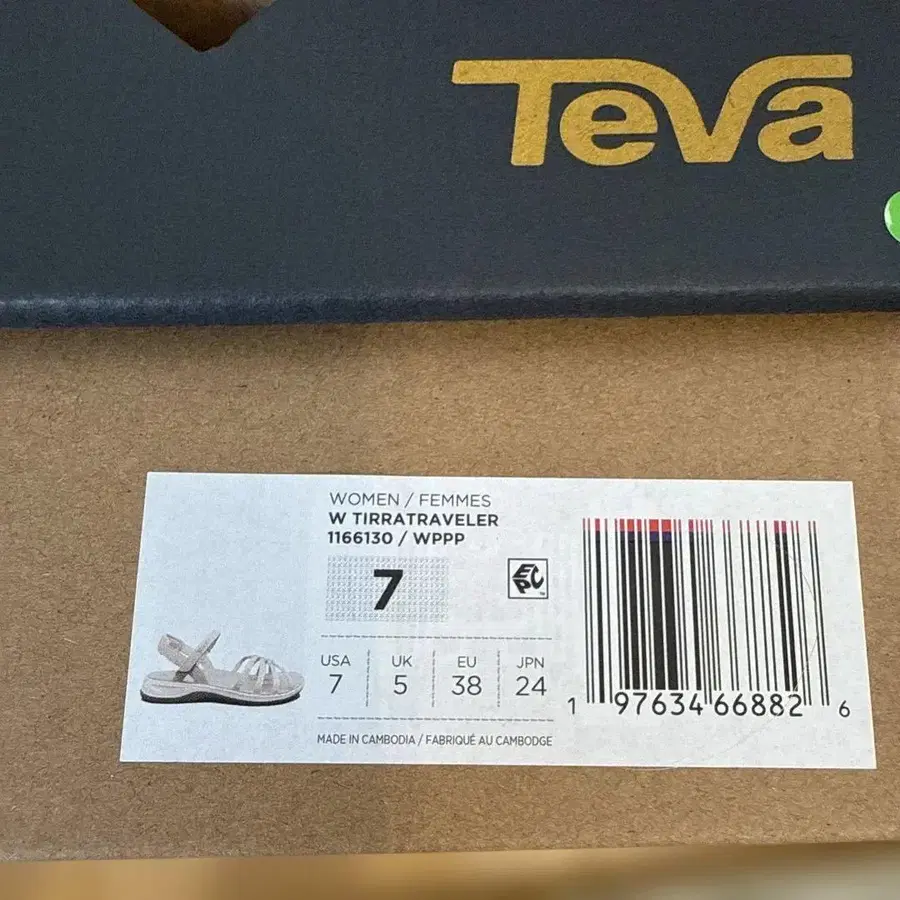 Teva
WOMEN / FEMMES
W TIRRATRAVELER
1166130 / WPPP
7
EPC
USA UK EU JPN
7 5 38 24
MADE IN CAMBODIA / FABRIQUÉ AU CAMBODGE
1 97634 66882 6